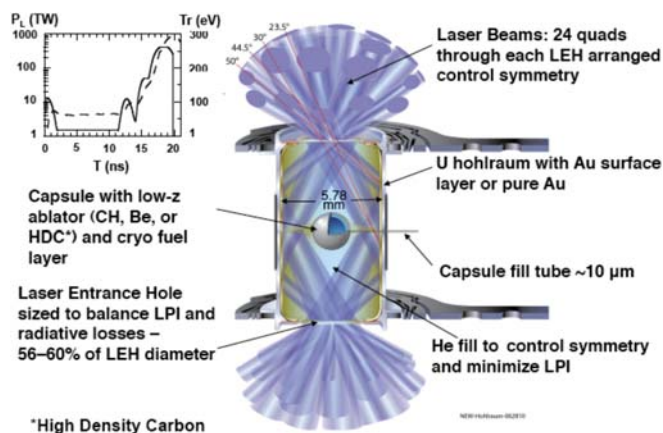 P_L (TW)
Tr (eV)
1000
100
10
1
300
200
100
0
0
5
10
15
20
T (ns)
23.5°
30°
44.5°
50°
Laser Beams: 24 quads
through each LEH arranged
control symmetry
U hohlraum with Au surface
layer or pure Au
5.78
mm
Capsule with low-z
ablator (CH, Be, or
HDC*) and cryo fuel
layer
Capsule fill tube ~10 µm
Laser Entrance Hole
sized to balance LPI and
radiative losses –
56–60% of LEH diameter
He fill to control symmetry
and minimize LPI
*High Density Carbon